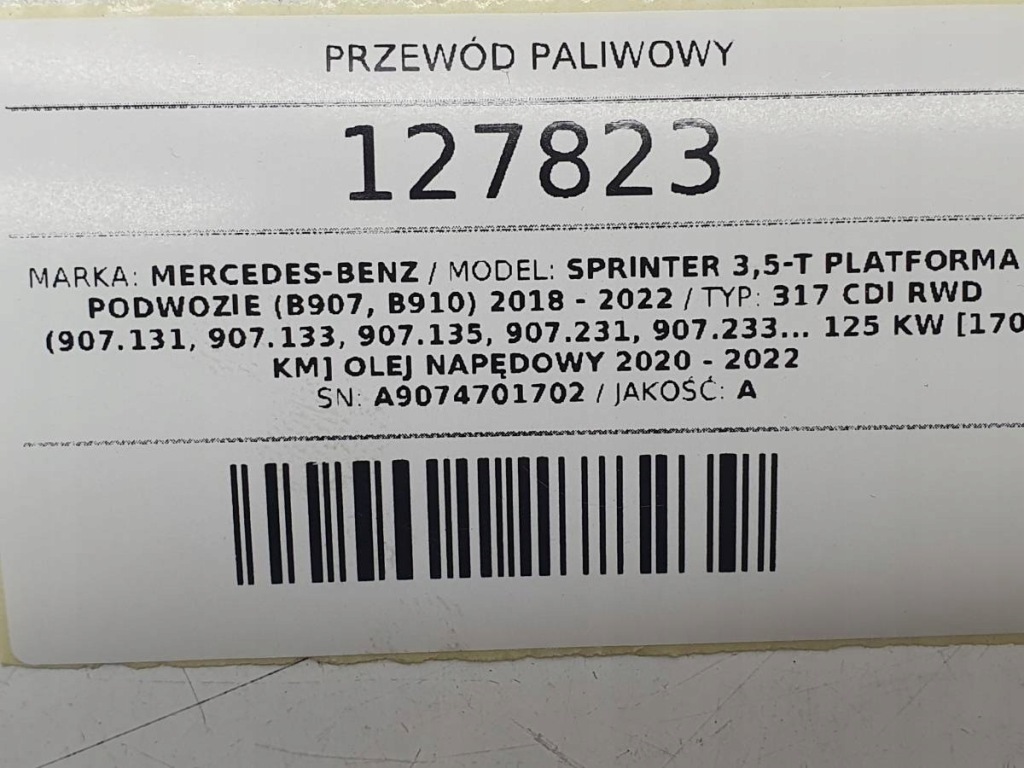 PRZEWÓD PALIWOWY
127823
MARKA: MERCEDES-BENZ / MODEL: SPRINTER 3,5-T PLATFORMA
PODWOZIE (B907, B910) 2018 - 2022 / TYP: 317 CDI RWD
(907.131, 907.133, 907.135, 907.231, 907.233... 125 KW [170
KM] OLEJ NAPĘDOWY 2020 - 2022
SN: A9074701702 / JAKOŚĆ: A